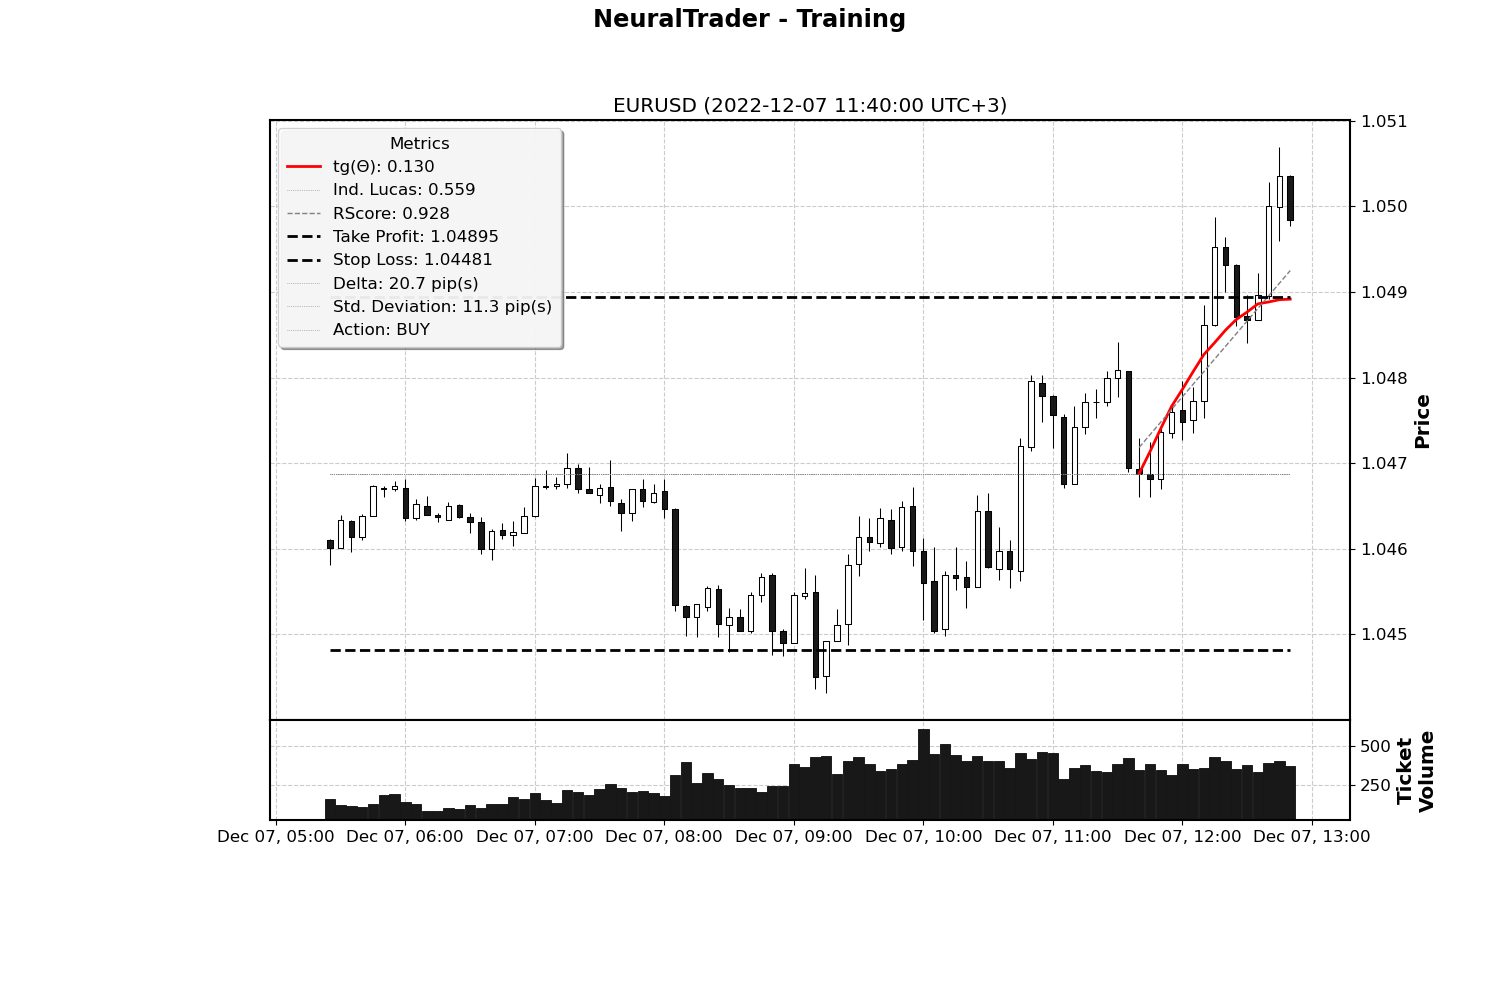 NeuralTrader - Training
EURUSD (2022-12-07 11:40:00 UTC+3)
Metrics
tg(Θ): 0.130
Ind. Lucas: 0.559
RScore: 0.928
Take Profit: 1.04895
Stop Loss: 1.04481
Delta: 20.7 pip(s)
Std. Deviation: 11.3 pip(s)
Action: BUY
1.051
1.050
1.049
1.048
1.047
1.046
1.045
Price
500
250
Ticket
Volume
Dec 07, 05:00
Dec 07, 06:00
Dec 07, 07:00
Dec 07, 08:00
Dec 07, 09:00
Dec 07, 10:00
Dec 07, 11:00
Dec 07, 12:00
Dec 07, 13:00